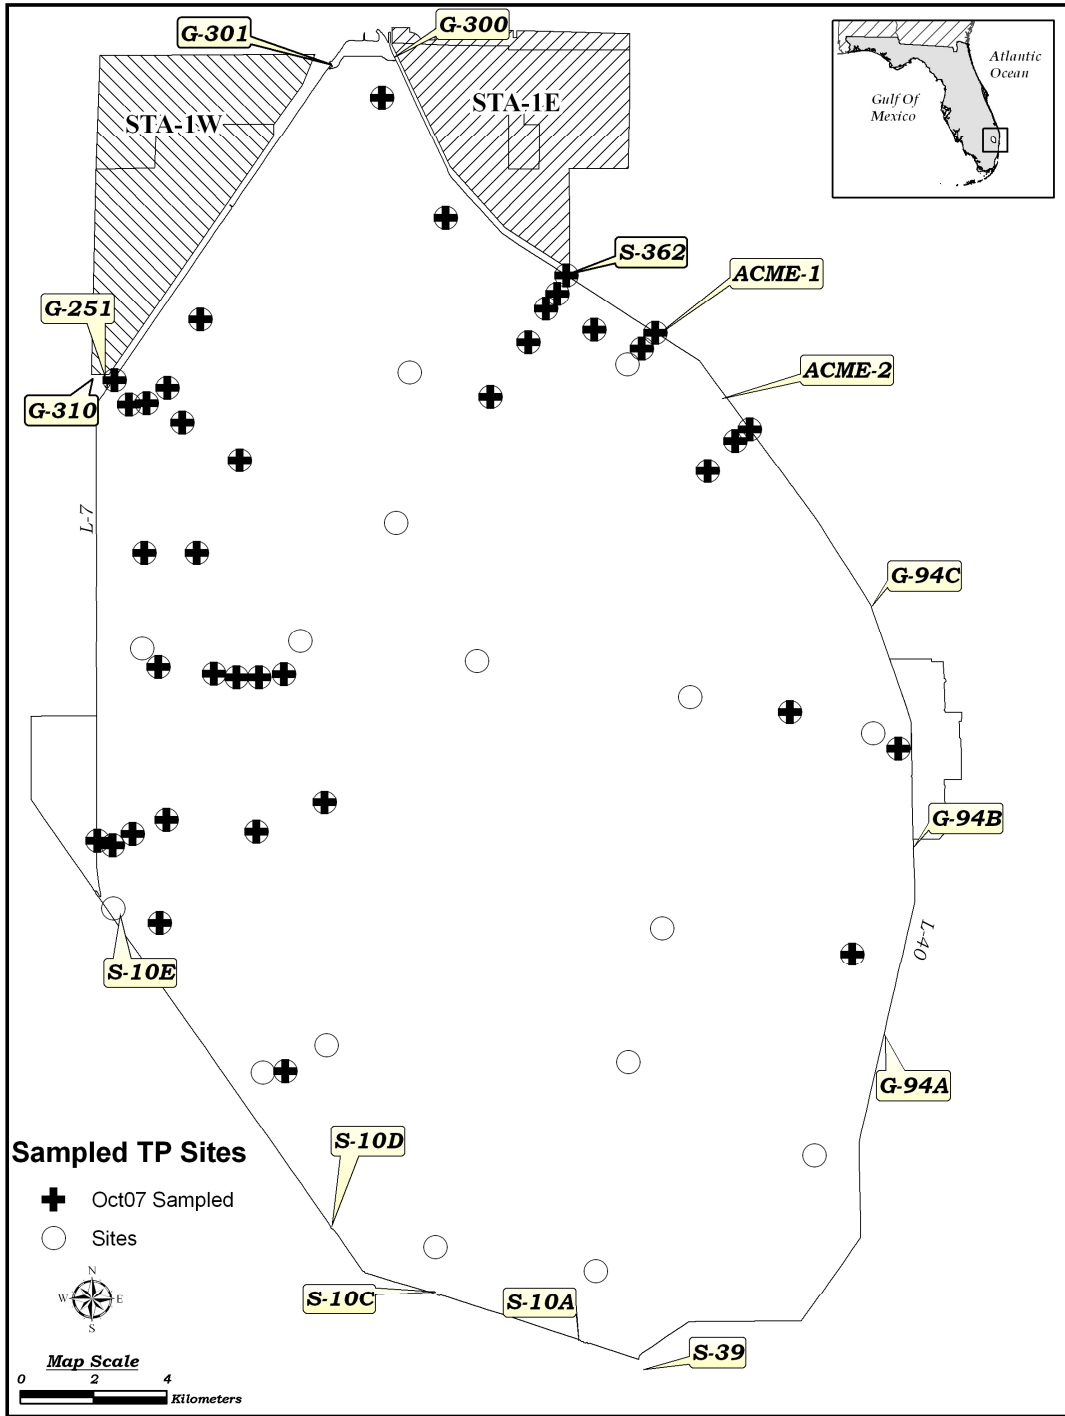 G-301
G-300
STA-1W
STA-1E
Atlantic
Ocean
Gulf Of
Mexico
S-362
ACME-1
G-251
ACME-2
G-310
L-7
G-94C
G-94B
L-40
S-10E
G-94A
S-10D
Sampled TP Sites
Oct07 Sampled
Sites
N
W E
S
S-10C
S-10A
S-39
Map Scale
0 2 4
Kilometers